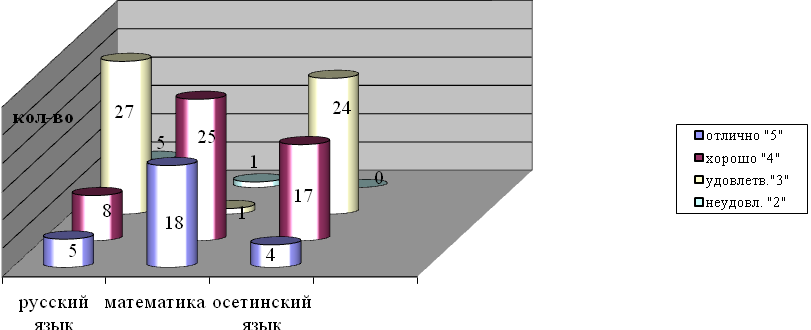 кол-во
27
5
25
1
24
0
8
18
1
17
5
4
русский язык
математика
осетинский язык
отлично "5"
хорошо "4"
удовлетв."3"
неудовл. "2"